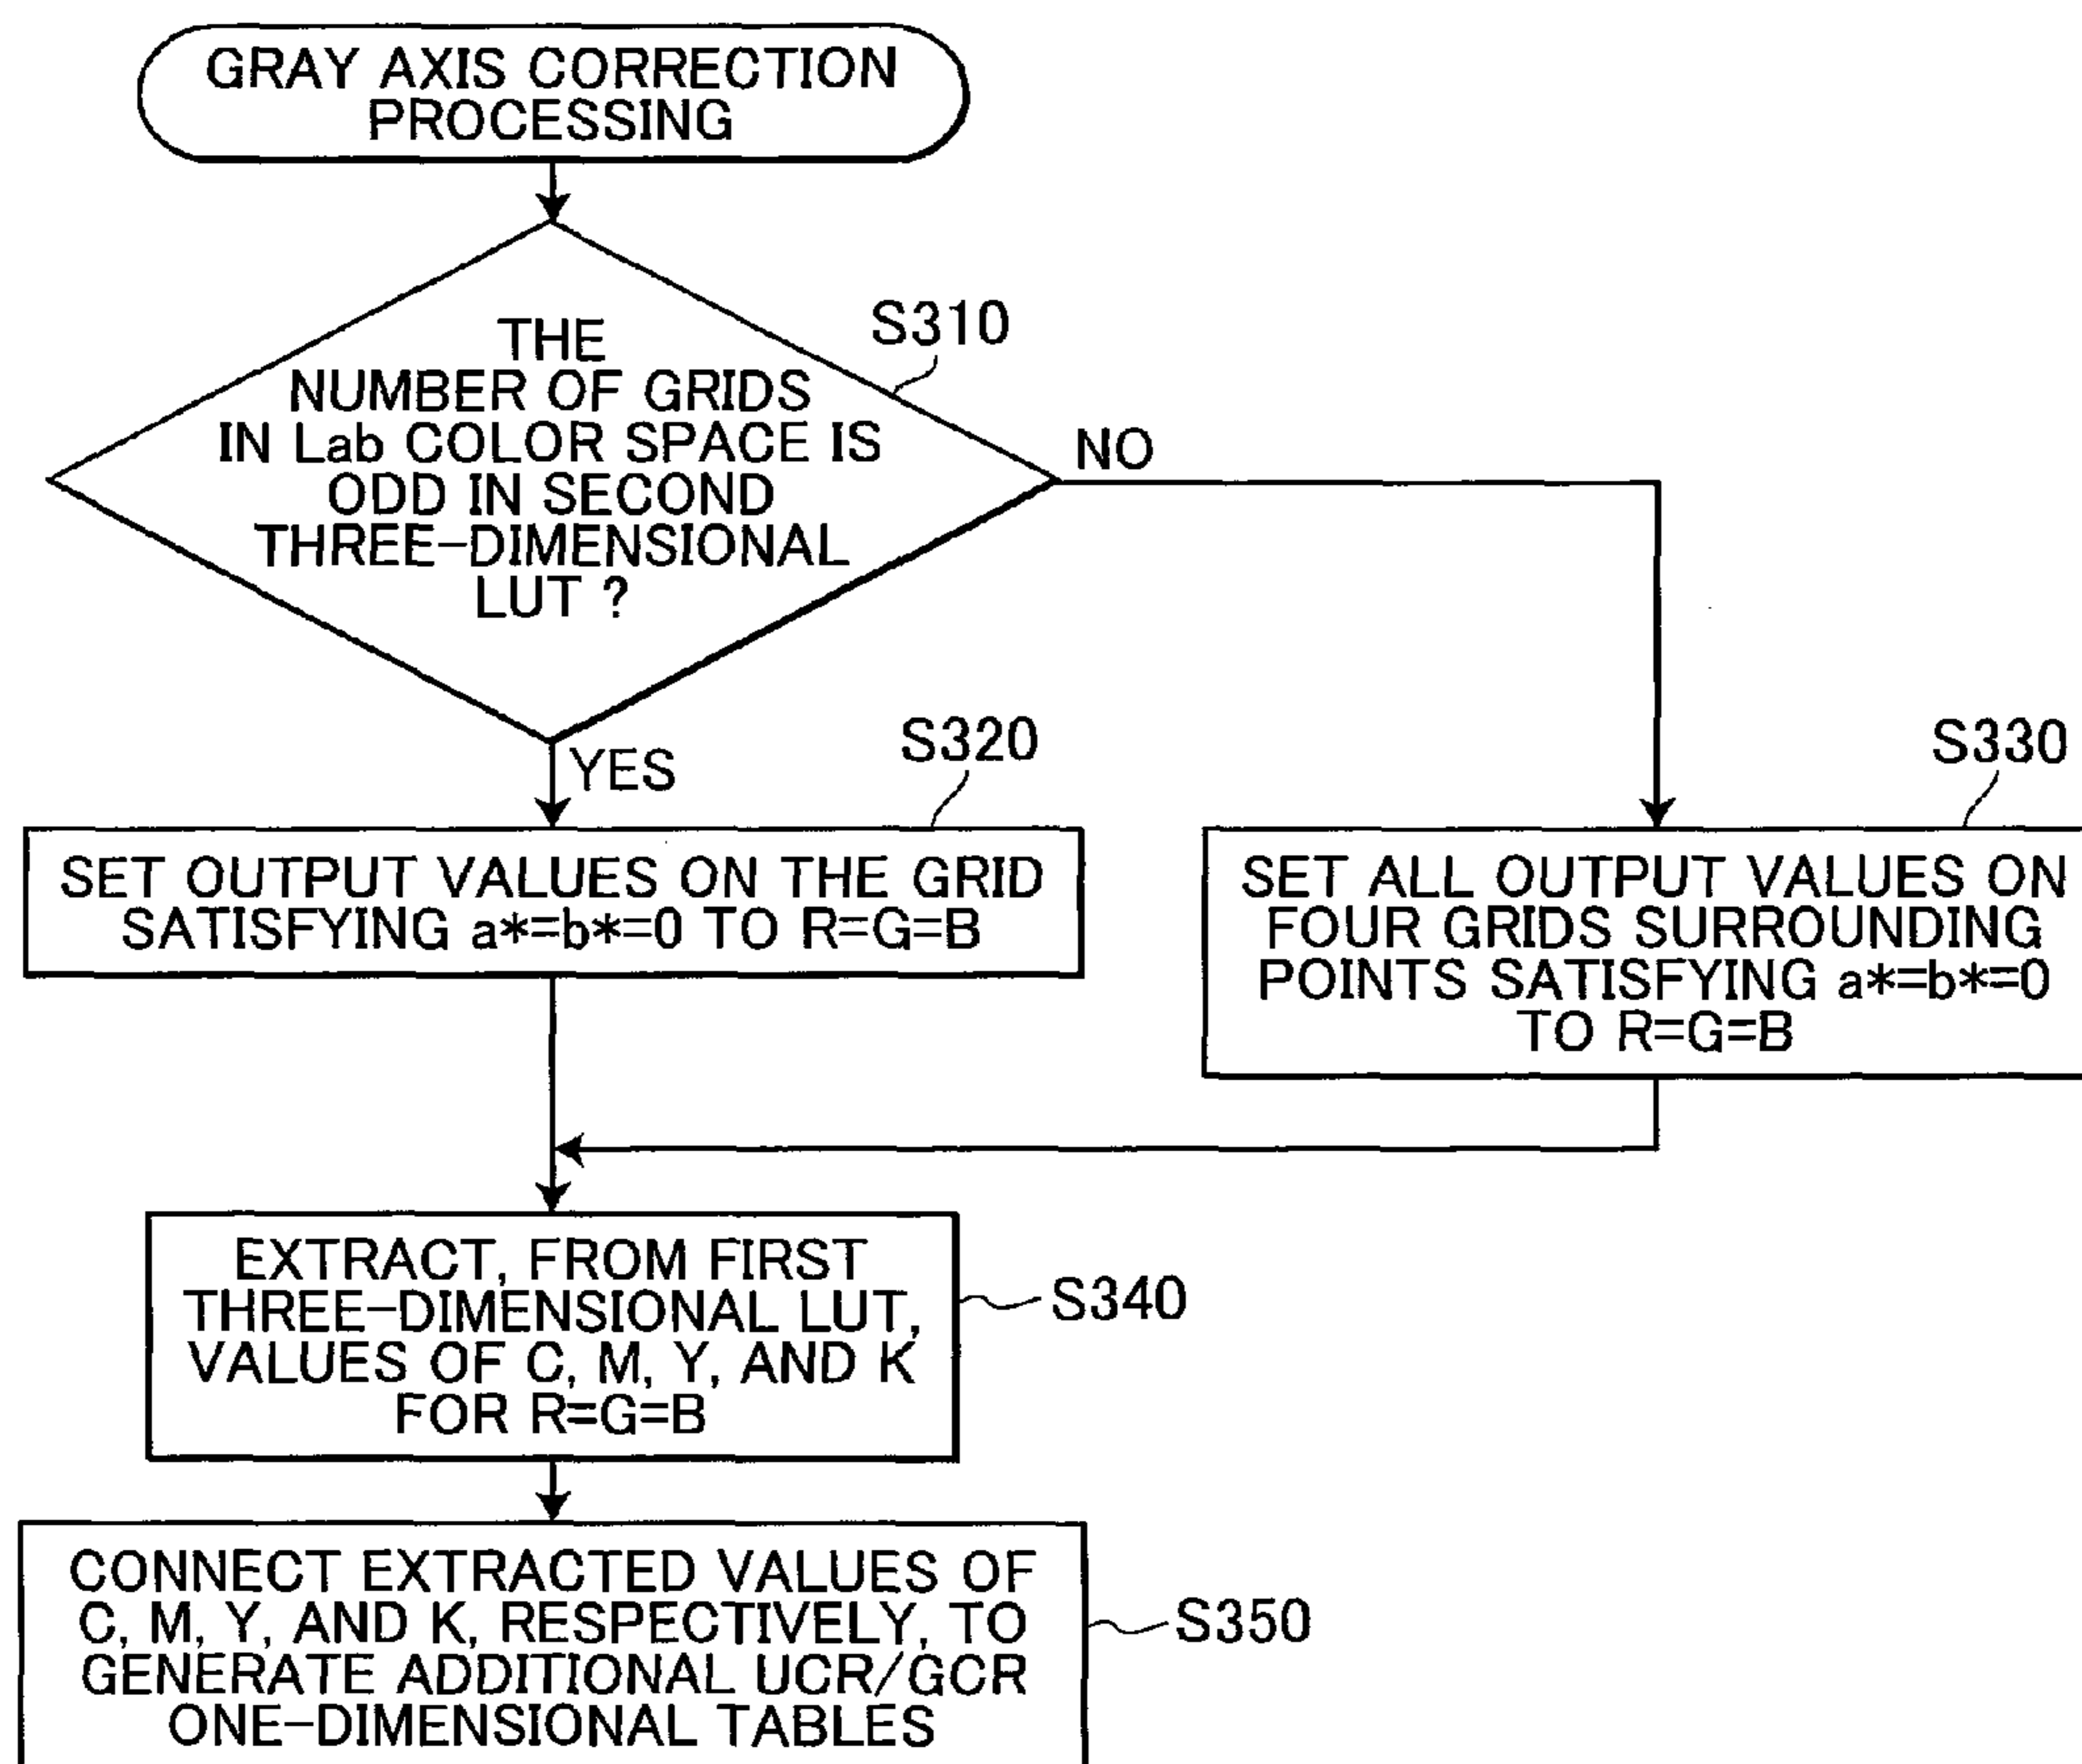 GRAY AXIS CORRECTION
PROCESSING
S310
THE
NUMBER OF GRIDS
IN Lab COLOR SPACE IS
ODD IN SECOND
THREE-DIMENSIONAL
LUT ?
NO
YES
S320
SET OUTPUT VALUES ON THE GRID
SATISFYING a*=b*=0 TO R=G=B
S330
SET ALL OUTPUT VALUES ON
FOUR GRIDS SURROUNDING
POINTS SATISFYING a*=b*=0
TO R=G=B
EXTRACT, FROM FIRST
THREE-DIMENSIONAL LUT,
VALUES OF C, M, Y, AND K
FOR R=G=B
S340
CONNECT EXTRACTED VALUES OF
C, M, Y, AND K, RESPECTIVELY, TO
GENERATE ADDITIONAL UCR/GCR
ONE-DIMENSIONAL TABLES
S350